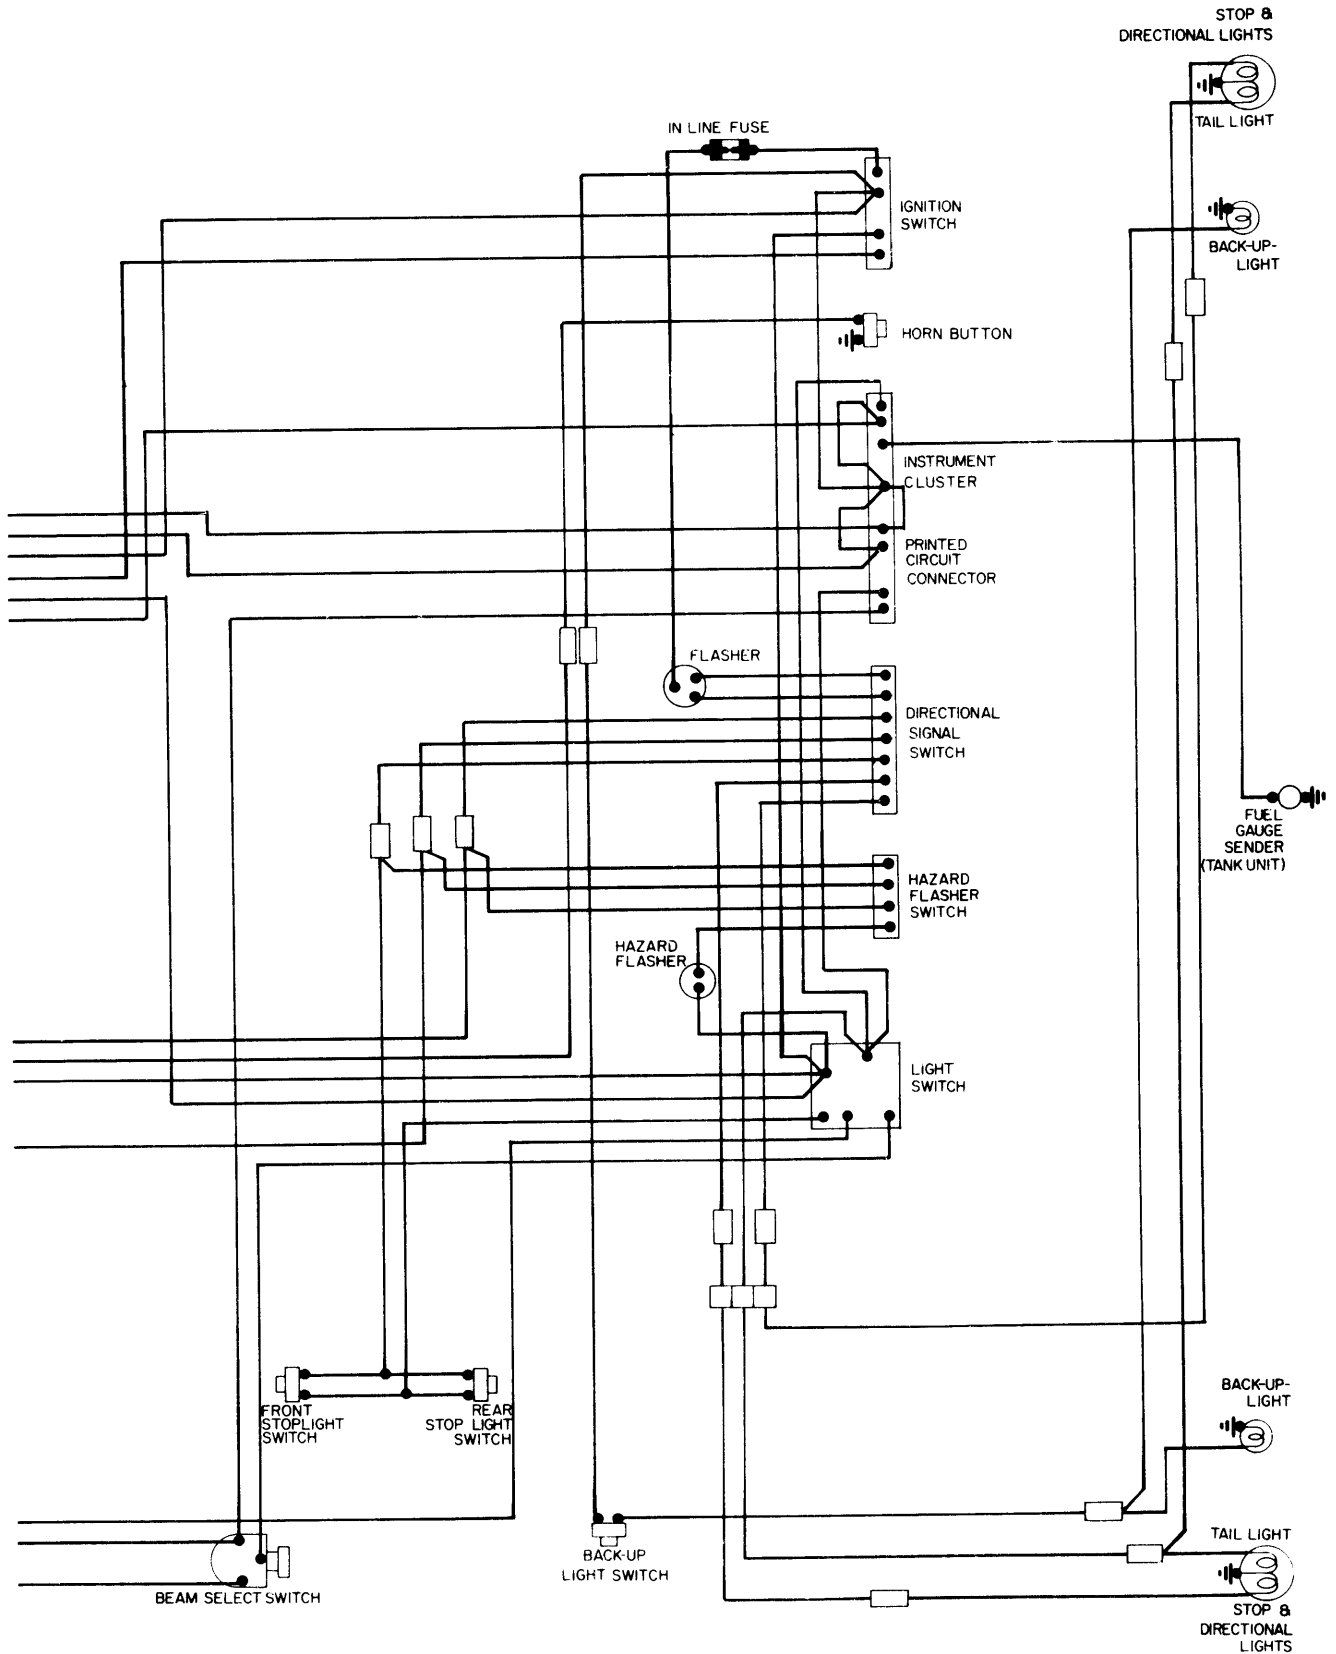 STOP &
DIRECTIONAL LIGHTS
TAIL LIGHT
IN LINE FUSE
IGNITION
SWITCH
BACK-UP-
LIGHT
HORN BUTTON
INSTRUMENT
CLUSTER
PRINTED
CIRCUIT
CONNECTOR
FLASHER
DIRECTIONAL
SIGNAL
SWITCH
FUEL
GAUGE
SENDER
(TANK UNIT)
HAZARD
FLASHER
SWITCH
HAZARD
FLASHER
LIGHT
SWITCH
FRONT
STOPLIGHT
SWITCH
REAR
STOP LIGHT
SWITCH
BACK-UP-
LIGHT
BACK-UP
LIGHT SWITCH
BEAM SELECT SWITCH
TAIL LIGHT
STOP &
DIRECTIONAL
LIGHTS